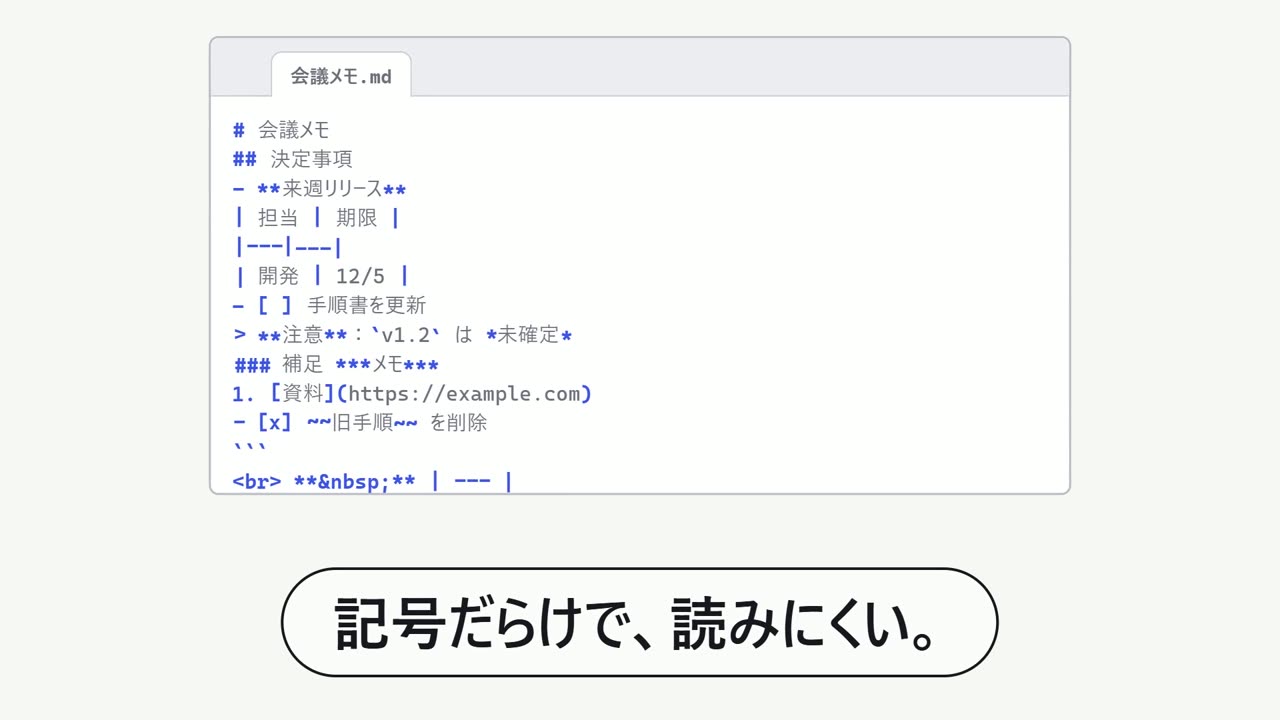 会議メモ.md
# 会議メモ
## 決定事項
- **来週リリース**
| 担当 | 期限 |
|---|---|
| 開発 | 12/5 |
- [ ] 手順書を更新
> **注意**：`v1.2` は *未確定*
### 補足 ***メモ***
1. [資料](https://example.com)
- [x] ~~旧手順~~ を削除
```
<br> **&nbsp;** | --- |
記号だらけで、読みにくい。